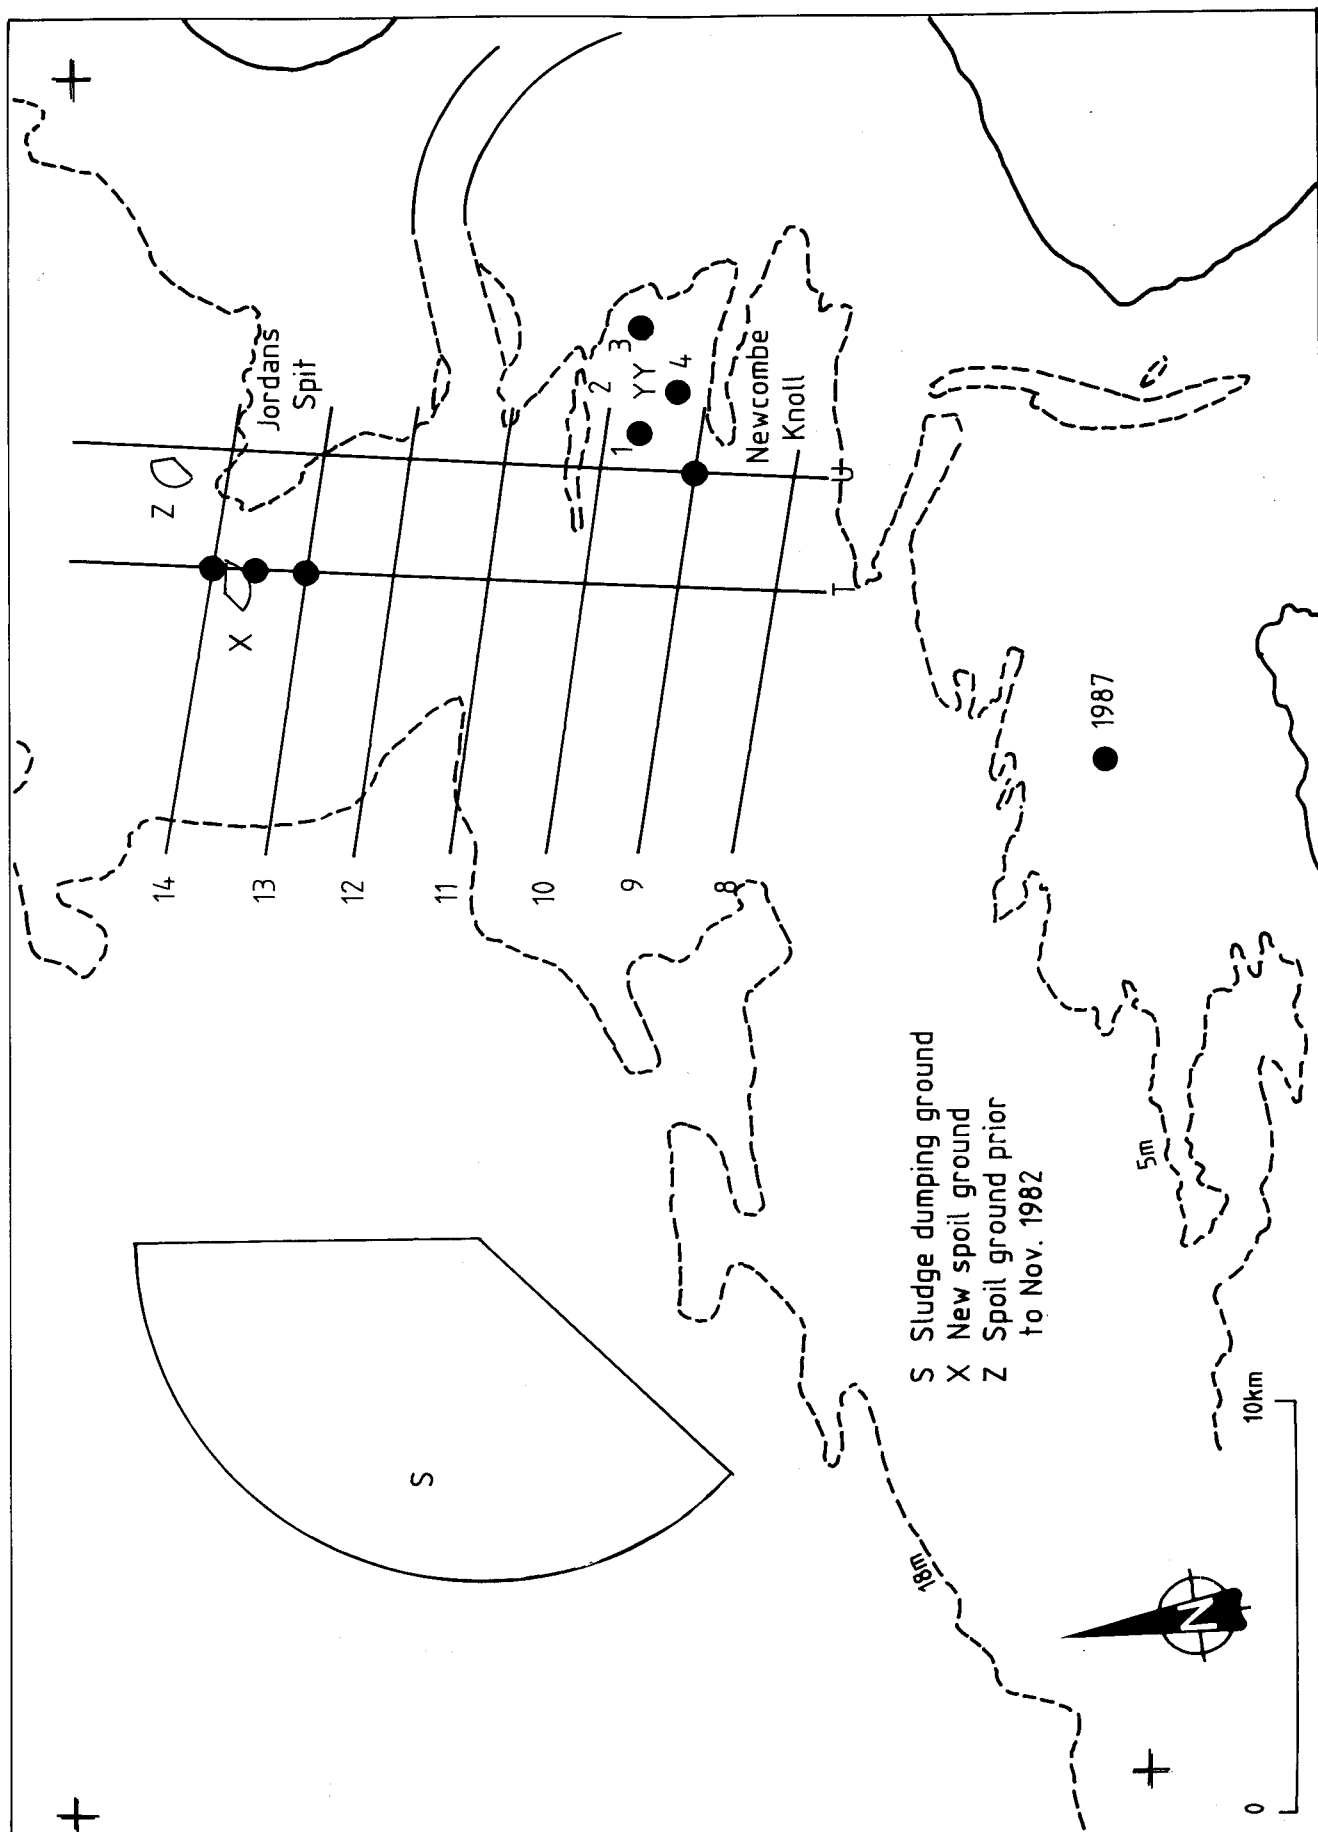 Z
X
Jordans
Spit
14
13
12
11
10
9
8
1
2
3
4
YY
Newcombe
Knoll
T
U
1987
S
S Sludge dumping ground
X New spoil ground
Z Spoil ground prior
to Nov. 1982
5m
18m
N
0
10km